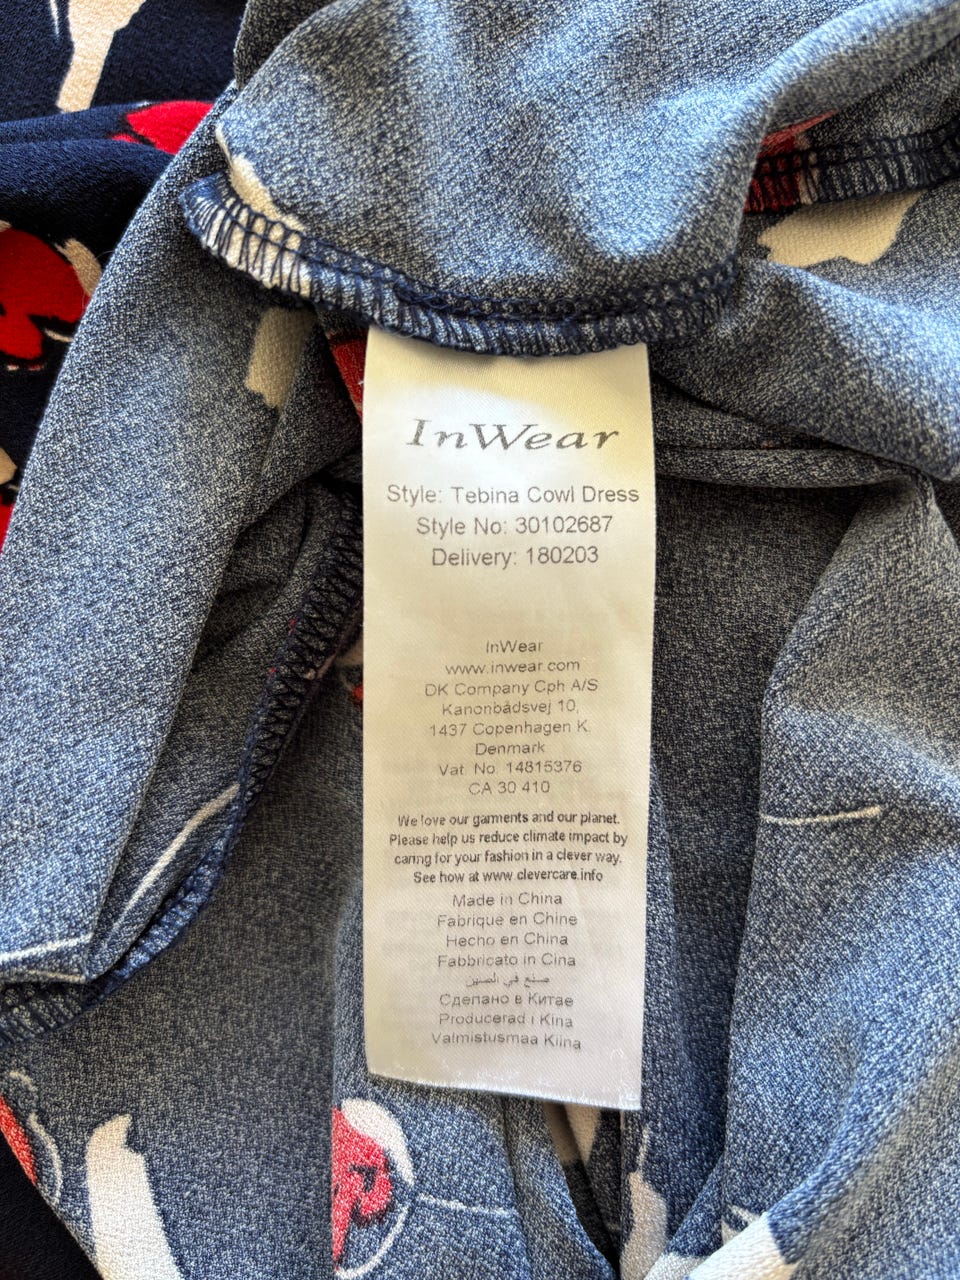 InWear
Style: Tebina Cowl Dress
Style No: 30102687
Delivery: 180203
InWear
www.inwear.com
DK Company Cph A/S
Kanonbådsvej 10,
1437 Copenhagen K.
Denmark
Vat. No. 14815376
CA 30 410
We love our garments and our planet.
Please help us reduce climate impact by
caring for your fashion in a clever way.
See how at www.clevercare.info
Made in China
Fabrique en Chine
Hecho en China
Fabbricato in Cina
صنع في الصين
Сделано в Китае
Producerad i Kina
Valmistusmaa Kiina